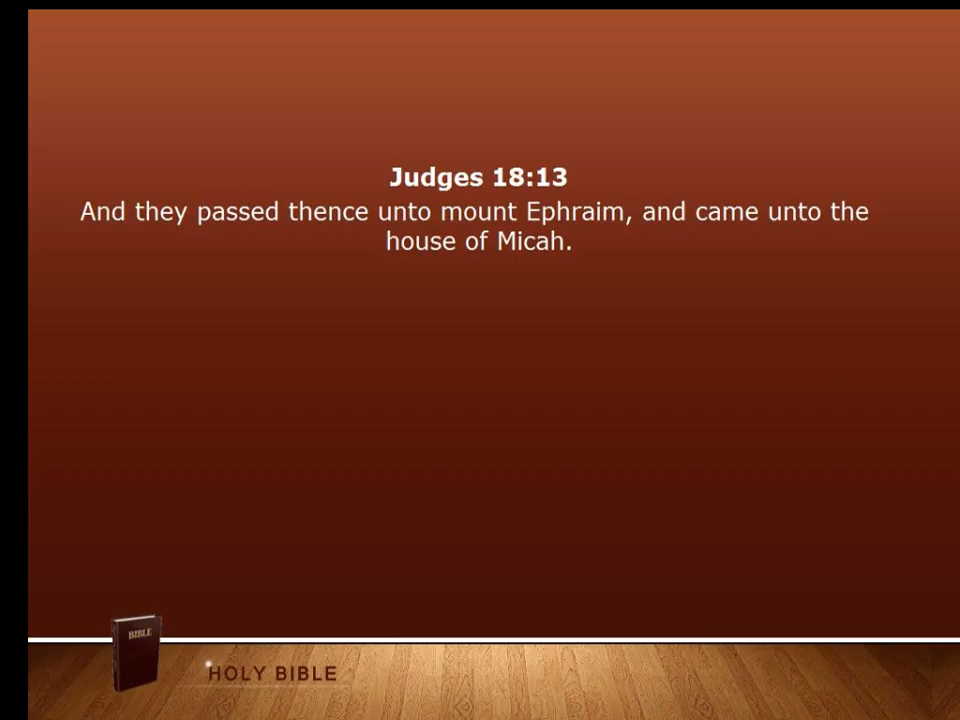 Judges 18:13
And they passed thence unto mount Ephraim, and came unto the
house of Micah.
BIBLE
HOLY BIBLE